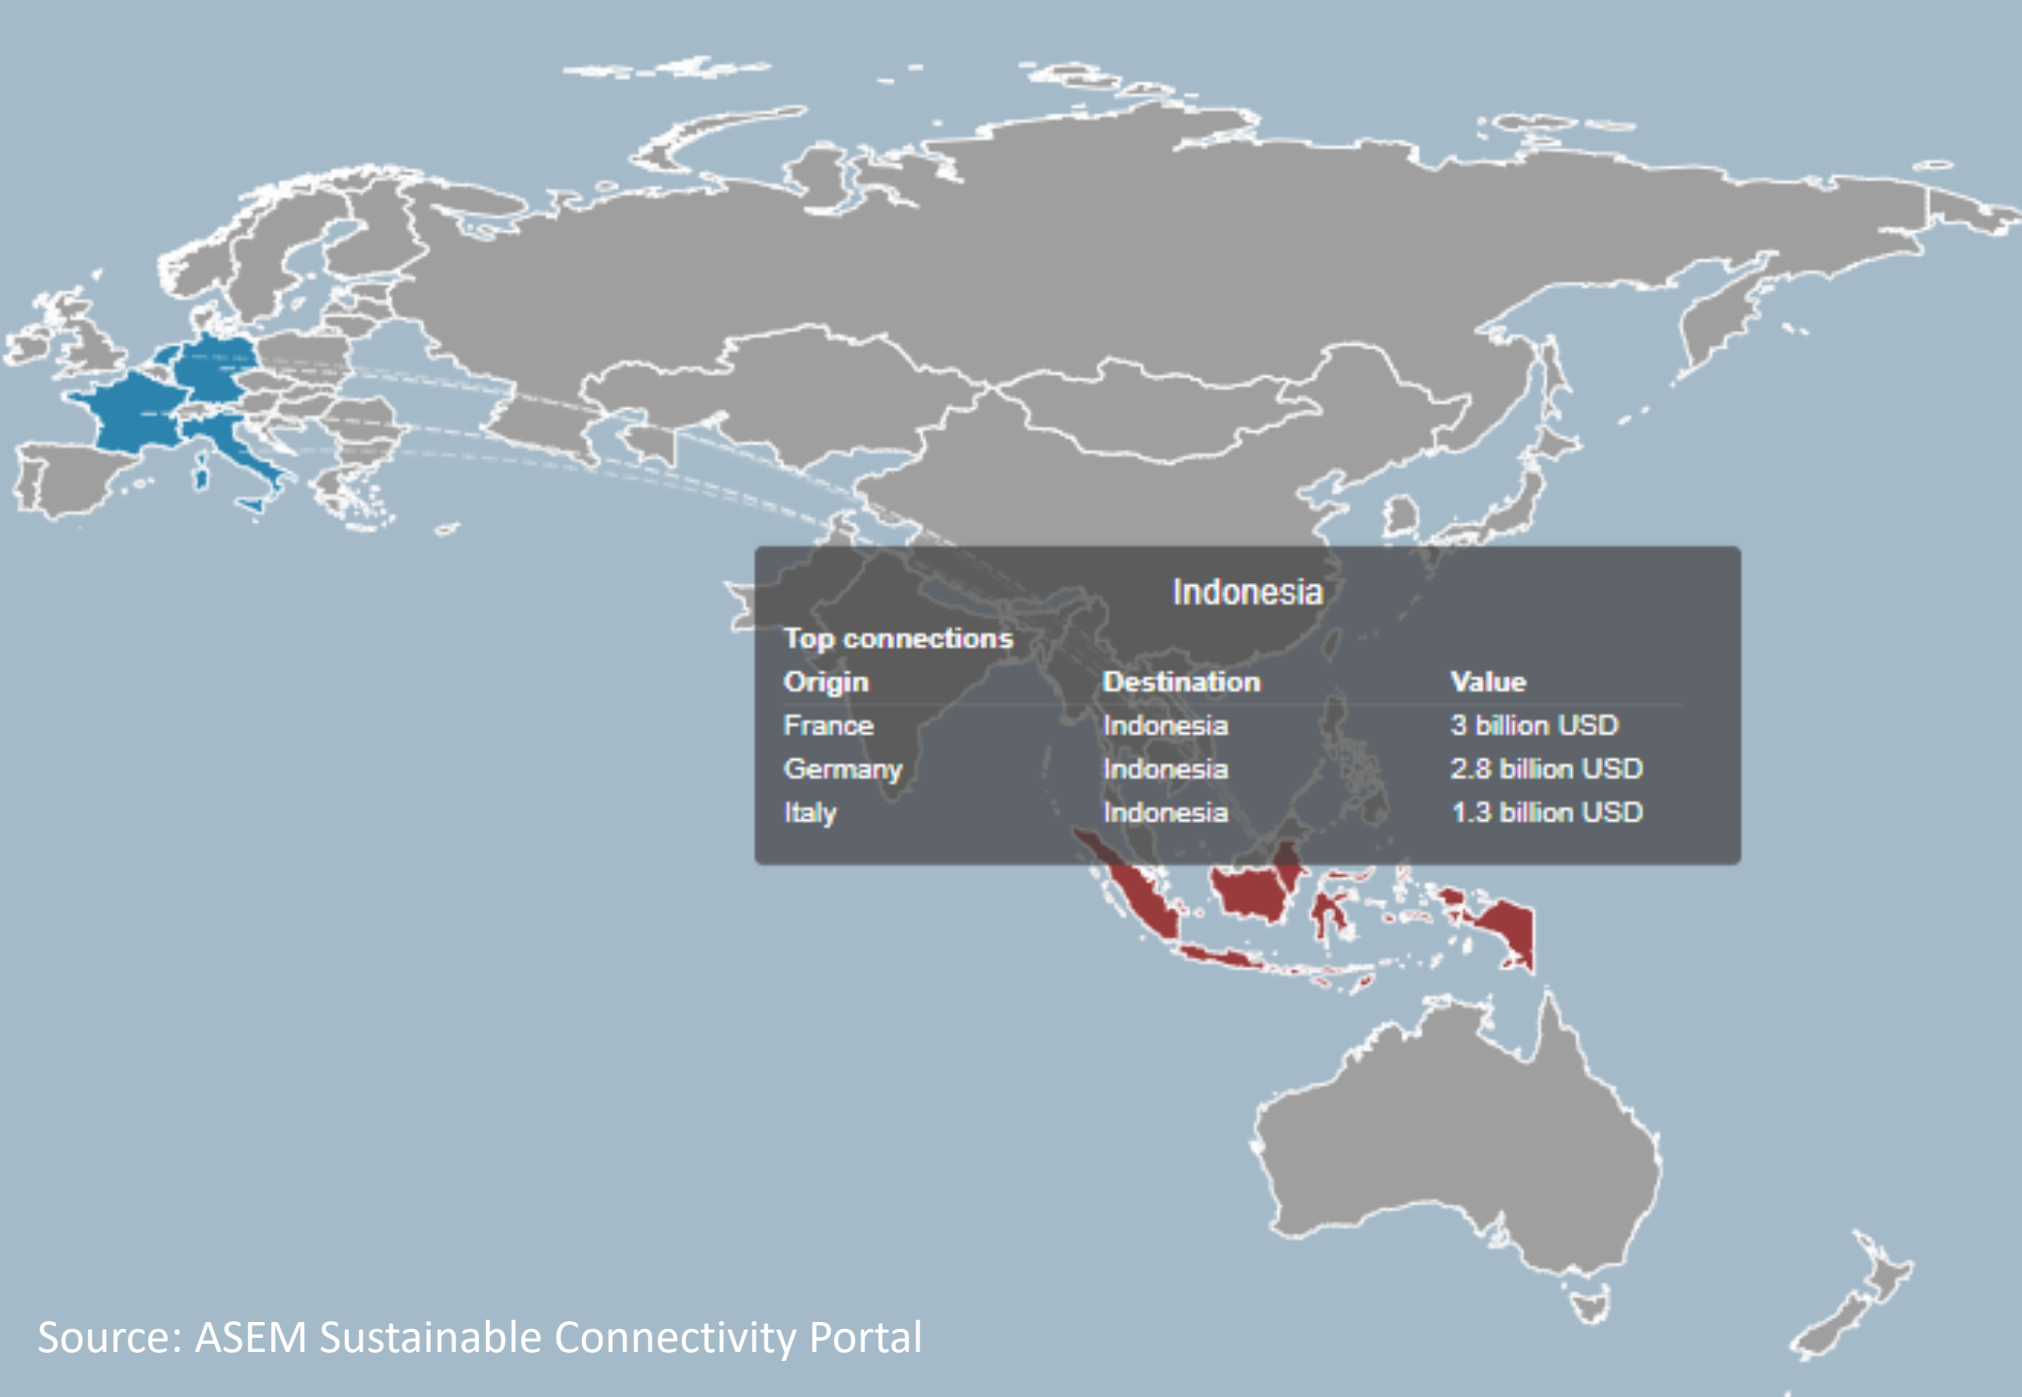 Indonesia
Top connections
Origin Destination Value
France Indonesia 3 billion USD
Germany Indonesia 2.8 billion USD
Italy Indonesia 1.3 billion USD
Source: ASEM Sustainable Connectivity Portal